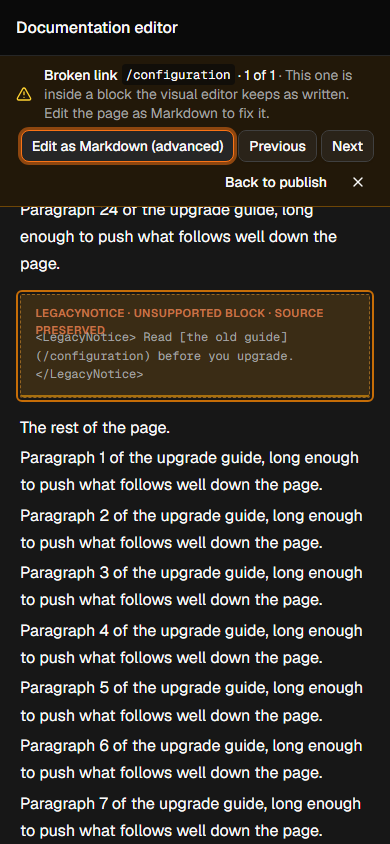 Documentation editor
Broken link /configuration · 1 of 1 · This one is
inside a block the visual editor keeps as written.
Edit the page as Markdown to fix it.
Edit as Markdown (advanced) Previous Next
Back to publish ×
Paragraph 24 of the upgrade guide, long
enough to push what follows well down the
page.
LEGACYNOTICE · UNSUPPORTED BLOCK · SOURCE
PRESERVED
<LegacyNotice> Read [the old guide]
(/configuration) before you upgrade.
</LegacyNotice>
The rest of the page.
Paragraph 1 of the upgrade guide, long enough
to push what follows well down the page.
Paragraph 2 of the upgrade guide, long enough
to push what follows well down the page.
Paragraph 3 of the upgrade guide, long enough
to push what follows well down the page.
Paragraph 4 of the upgrade guide, long enough
to push what follows well down the page.
Paragraph 5 of the upgrade guide, long enough
to push what follows well down the page.
Paragraph 6 of the upgrade guide, long enough
to push what follows well down the page.
Paragraph 7 of the upgrade guide, long enough
to push what follows well down the page.